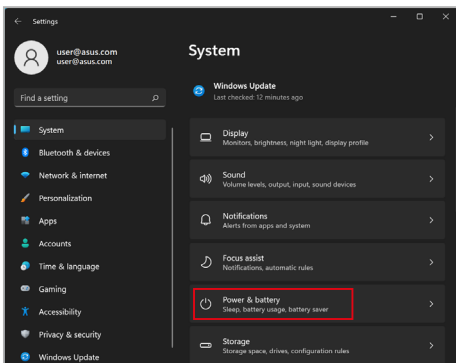 Settings
user@asus.com
user@asus.com
Find a setting
System
Bluetooth & devices
Network & internet
Personalization
Apps
Accounts
Time & language
Gaming
Accessibility
Privacy & security
Windows Update
System
Windows Update
Last checked: 12 minutes ago
Display
Monitors, brightness, night light, display profile
Sound
Volume levels, output, input, sound devices
Notifications
Alerts from apps and system
Focus assist
Notifications, automatic rules
Power & battery
Sleep, battery usage, battery saver
Storage
Storage space, drives, configuration rules